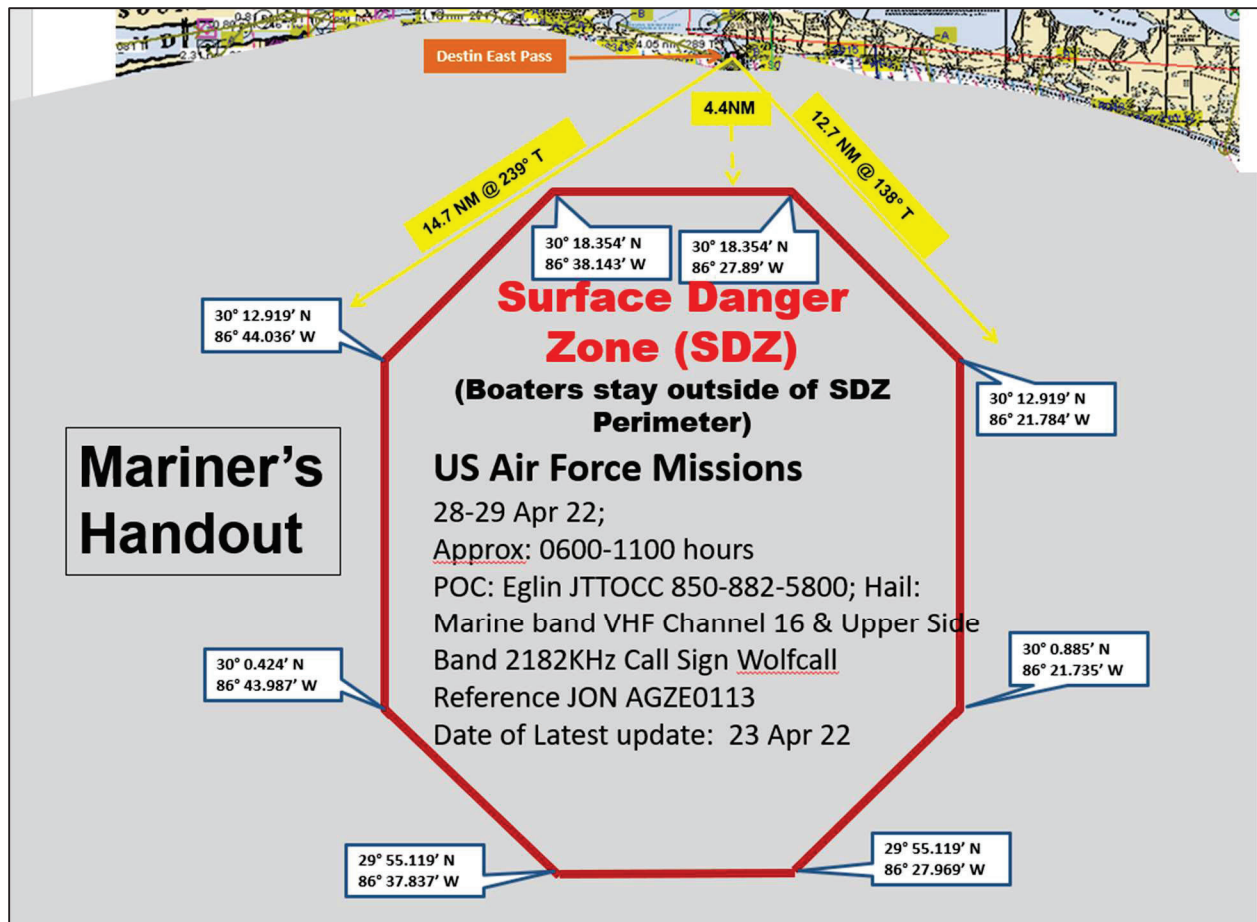 Destin East Pass
4.4NM
14.7 NM @ 239° T
12.7 NM @ 138° T
30° 18.354’ N
86° 38.143’ W
30° 18.354’ N
86° 27.89’ W
30° 12.919’ N
86° 44.036’ W
30° 12.919’ N
86° 21.784’ W
Surface Danger
Zone (SDZ)
(Boaters stay outside of SDZ
Perimeter)
Mariner’s
Handout
US Air Force Missions
28-29 Apr 22;
Approx: 0600-1100 hours
POC: Eglin JTTOCC 850-882-5800; Hail:
Marine band VHF Channel 16 & Upper Side
Band 2182KHz Call Sign Wolfcall
Reference JON AGZE0113
Date of Latest update: 23 Apr 22
30° 0.424’ N
86° 43.987’ W
30° 0.885’ N
86° 21.735’ W
29° 55.119’ N
86° 37.837’ W
29° 55.119’ N
86° 27.969’ W